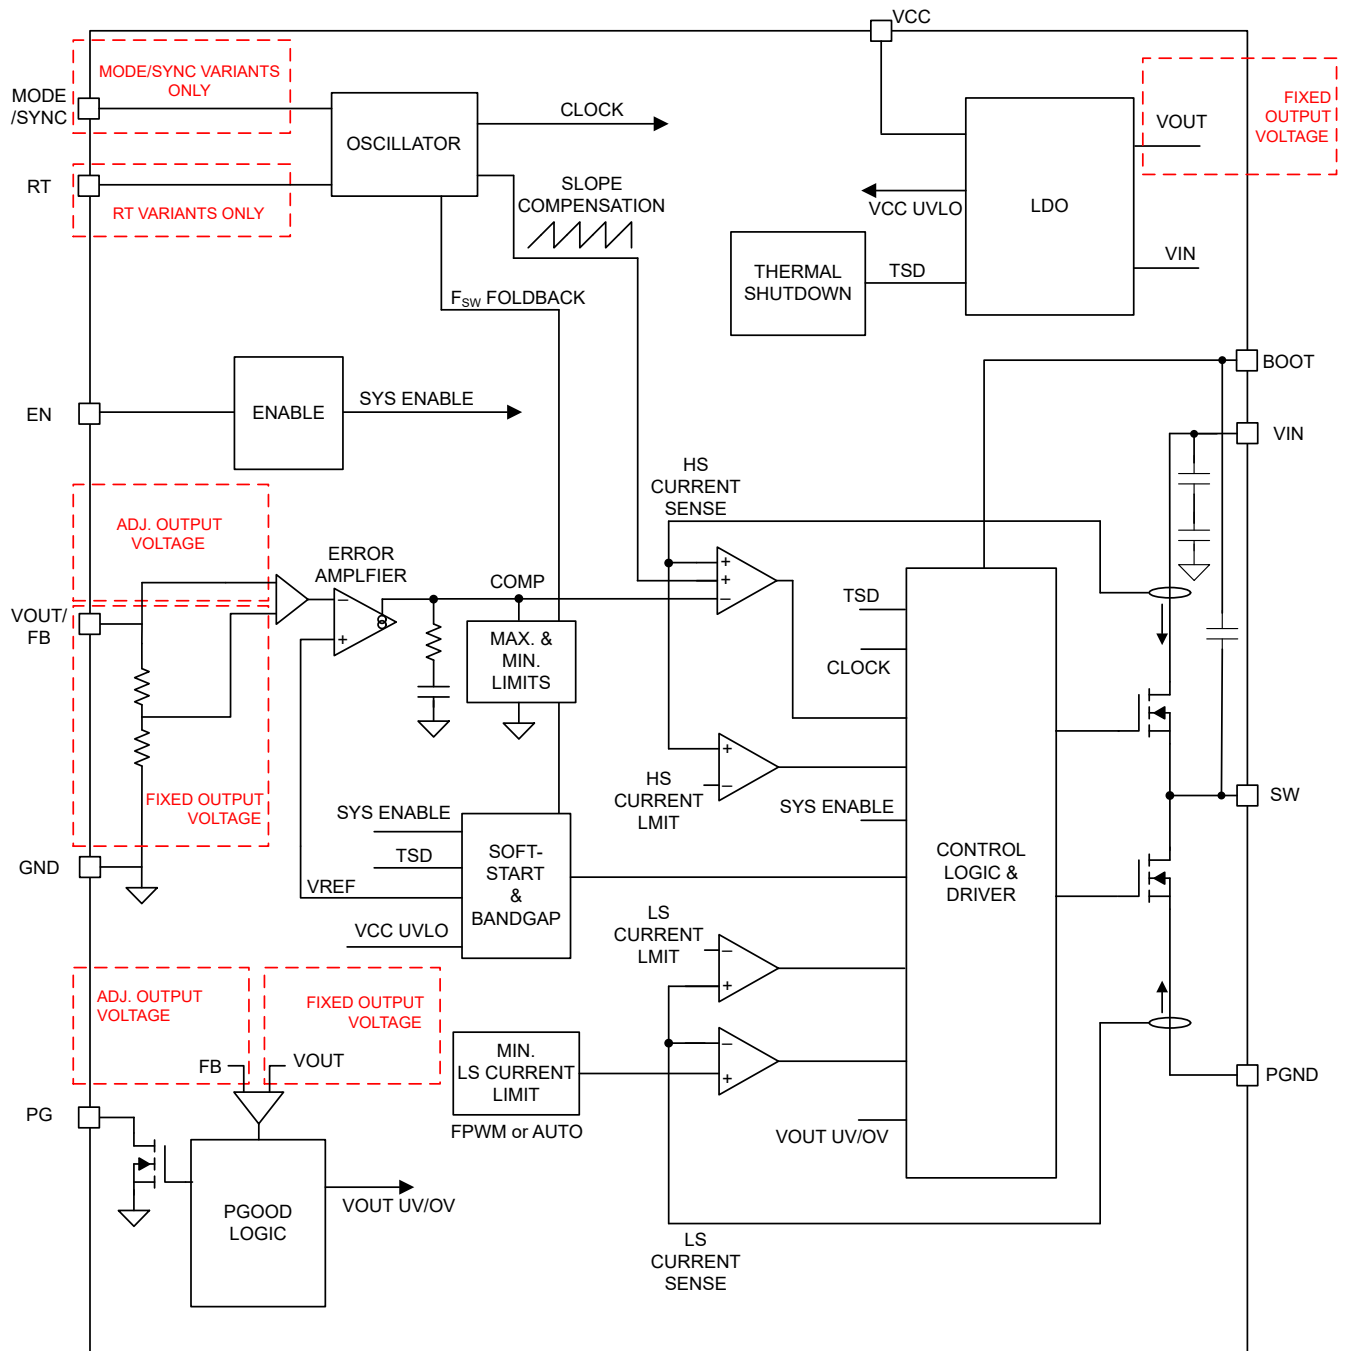 VCC
MODE/SYNC VARIANTS
ONLY
MODE
/SYNC
OSCILLATOR
CLOCK
FIXED
OUTPUT
VOLTAGE
VOUT
RT
RT VARIANTS ONLY
SLOPE
COMPENSATION
VCC UVLO
LDO
VIN
THERMAL
SHUTDOWN
TSD
FSW FOLDBACK
BOOT
EN
ENABLE
SYS ENABLE
VIN
HS
CURRENT
SENSE
ADJ. OUTPUT
VOLTAGE
ERROR
AMPLFIER
COMP
+
+
−
−
+
VOUT/
FB
MAX. &
MIN.
LIMITS
TSD
CLOCK
+
−
HS
CURRENT
LMIT
FIXED OUTPUT
VOLTAGE
SYS ENABLE
SW
SYS ENABLE
TSD
VREF
VCC UVLO
SOFT-
START
&
BANDGAP
CONTROL
LOGIC &
DRIVER
GND
LS
CURRENT
LMIT
−
+
ADJ. OUTPUT
VOLTAGE
FIXED OUTPUT
VOLTAGE
FB
VOUT
MIN.
LS CURRENT
LIMIT
−
+
FPWM or AUTO
PGND
PG
VOUT UV/OV
PGOOD
LOGIC
VOUT UV/OV
LS
CURRENT
SENSE